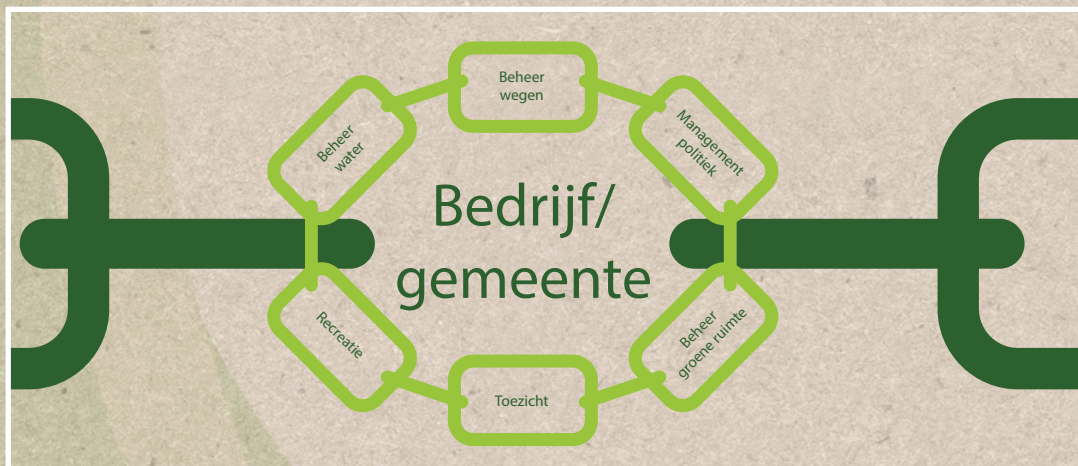 Beheer
wegen
Management
politiek
Beheer
water
Bedrijf/
gemeente
Recreatie
Beheer
groene ruimte
Toezicht